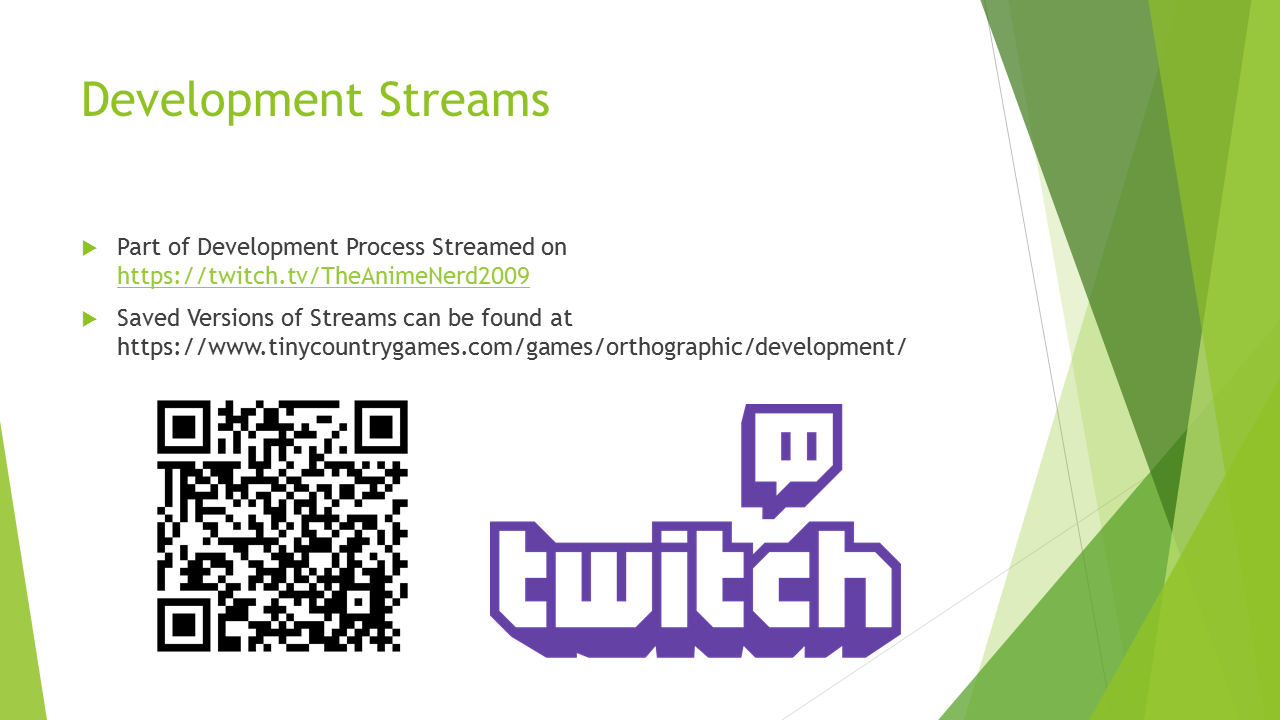 Development Streams
Part of Development Process Streamed on
https://twitch.tv/TheAnimeNerd2009
Saved Versions of Streams can be found at
https://www.tinycountrygames.com/games/orthographic/development/
twitch